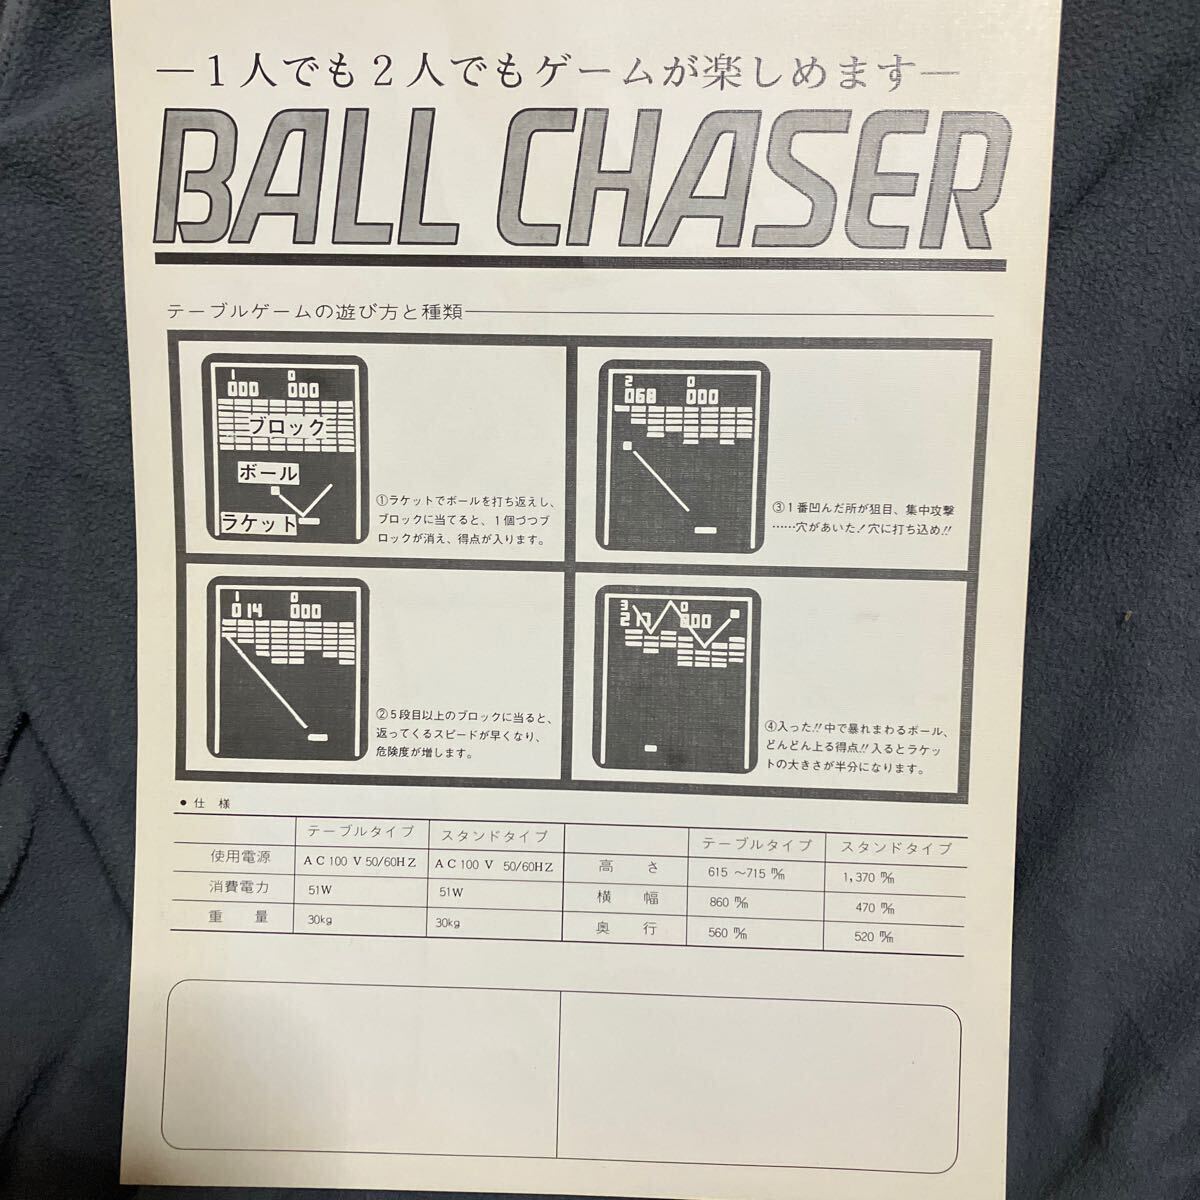 ―1人でも2人でもゲームが楽しめます―
BALL CHASER
テーブルゲームの遊び方と種類
1 0
000 000
ブロック
ボール
ラケット
①ラケットでボールを打ち返えし、
ブロックに当てると、1個づつブ
ロックが消え、得点が入ります。
1 0
014 000
②5段目以上のブロックに当ると、
返ってくるスピードが早くなり、
危険度が増します。
2 0
068 000
③1番凹んだ所が狙目、集中攻撃
……穴があいた!穴に打ち込め!!
3 0
217 000
④入った!!中で暴れまわるボール、
どんどん上る得点!!入るとラケッ
トの大きさが半分になります。
●仕 様
テーブルタイプ スタンドタイプ テーブルタイプ スタンドタイプ
使用電源 AC100 V 50/60HZ AC100 V 50/60HZ 高 さ 615 ～715 m/m 1,370 m/m
消費電力 51W 51W 横 幅 860 m/m 470 m/m
重 量 30kg 30kg 奥 行 560 m/m 520 m/m